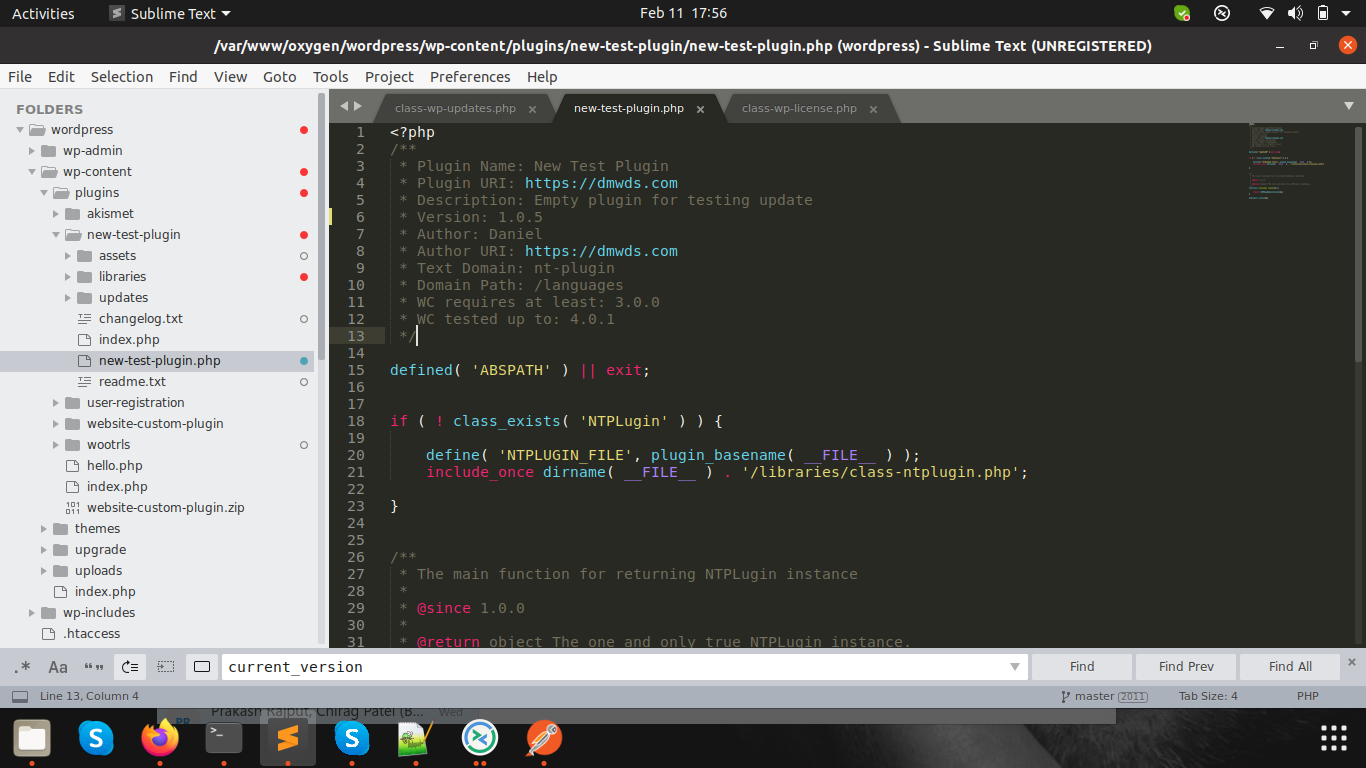 Activities
Sublime Text
Feb 11 17:56
/var/www/oxygen/wordpress/wp-content/plugins/new-test-plugin/new-test-plugin.php (wordpress) - Sublime Text (UNREGISTERED)
File Edit Selection Find View Goto Tools Project Preferences Help
FOLDERS
wordpress
wp-admin
wp-content
plugins
akismet
new-test-plugin
assets
libraries
updates
changelog.txt
index.php
new-test-plugin.php
readme.txt
user-registration
website-custom-plugin
wootrls
hello.php
index.php
website-custom-plugin.zip
themes
upgrade
uploads
index.php
wp-includes
.htaccess
class-wp-updates.php × new-test-plugin.php × class-wp-license.php ×
1 <?php
2 /**
3  * Plugin Name: New Test Plugin
4  * Plugin URI: https://dmwds.com
5  * Description: Empty plugin for testing update
6  * Version: 1.0.5
7  * Author: Daniel
8  * Author URI: https://dmwds.com
9  * Text Domain: nt-plugin
10  * Domain Path: /languages
11  * WC requires at least: 3.0.0
12  * WC tested up to: 4.0.1
13  */
14
15 defined( 'ABSPATH' ) || exit;
16
17
18 if ( ! class_exists( 'NTPLugin' ) ) {
19
20     define( 'NTPLUGIN_FILE', plugin_basename( __FILE__ ) );
21     include_once dirname( __FILE__ ) . '/libraries/class-ntplugin.php';
22
23 }
24
25
26 /**
27  * The main function for returning NTPLugin instance
28  *
29  * @since 1.0.0
30  *
31  * @return object The one and only true NTPLugin instance.
.* Aa “” current_version Find Find Prev Find All ×
Line 13, Column 4
master 2011 Tab Size: 4 PHP
PR Prakash Rajput, Chirag Patel (B... Wed